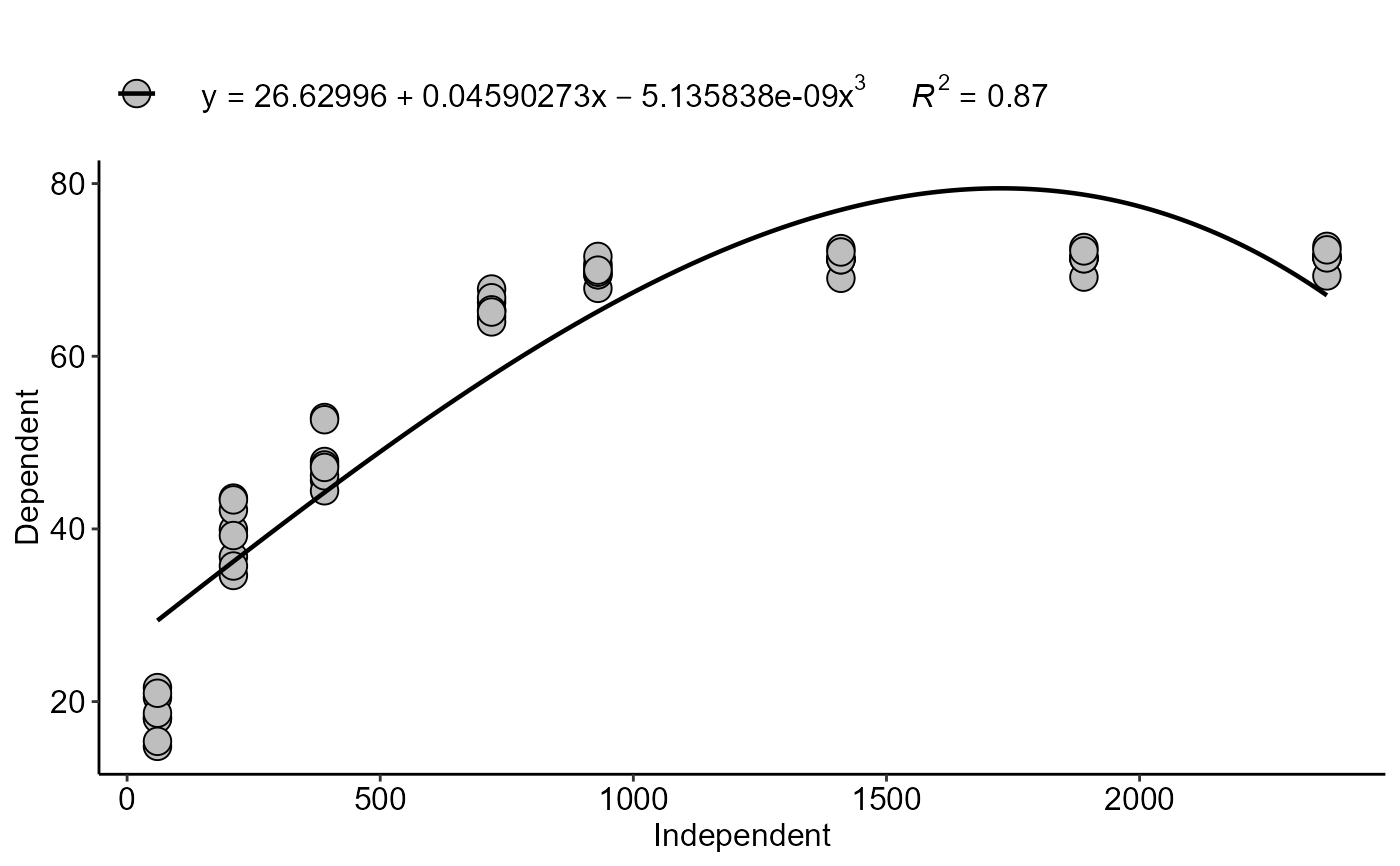 y = 26.62996 + 0.04590273x − 5.135838e-09x³ R² = 0.87
80
60
40
20
Dependent
0 500 1000 1500 2000
Independent